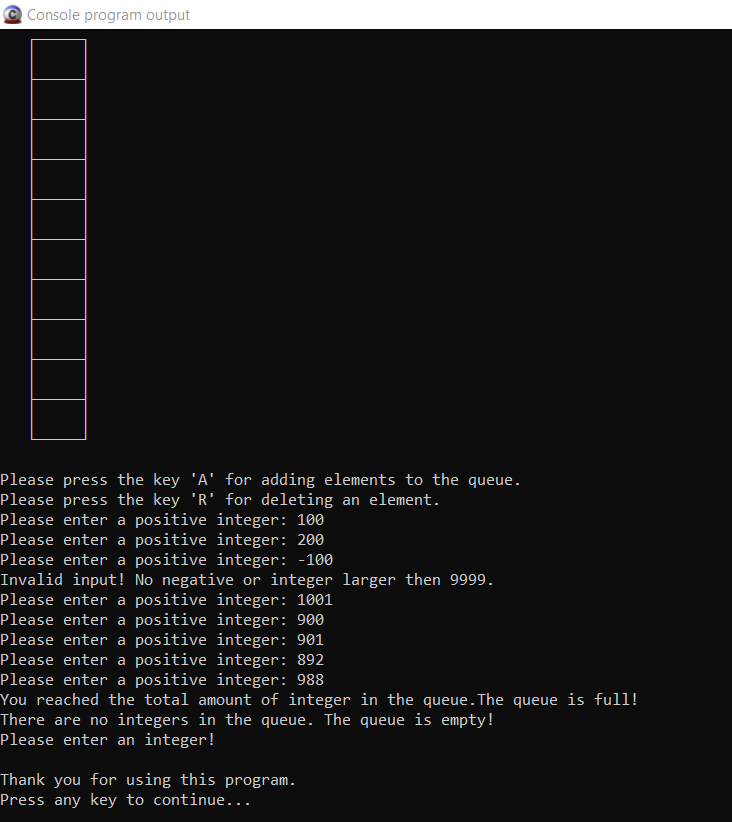 Console program output
Please press the key 'A' for adding elements to the queue.
Please press the key 'R' for deleting an element.
Please enter a positive integer: 100
Please enter a positive integer: 200
Please enter a positive integer: -100
Invalid input! No negative or integer larger then 9999.
Please enter a positive integer: 1001
Please enter a positive integer: 900
Please enter a positive integer: 901
Please enter a positive integer: 892
Please enter a positive integer: 988
You reached the total amount of integer in the queue.The queue is full!
There are no integers in the queue. The queue is empty!
Please enter an integer!
Thank you for using this program.
Press any key to continue...